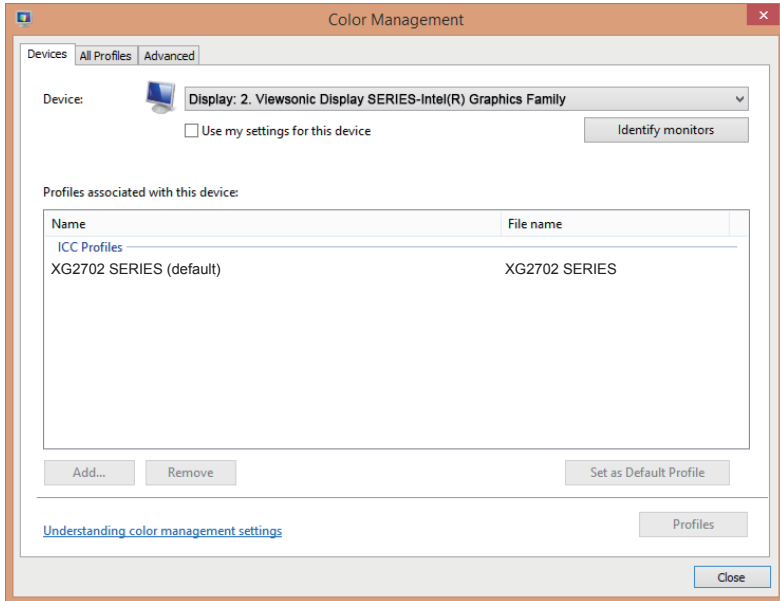 Color Management
Devices All Profiles Advanced
Device: Display: 2. Viewsonic Display SERIES-Intel(R) Graphics Family
Use my settings for this device Identify monitors
Profiles associated with this device:
Name File name
ICC Profiles
XG2702 SERIES (default) XG2702 SERIES
Add... Remove Set as Default Profile
Understanding color management settings Profiles
Close